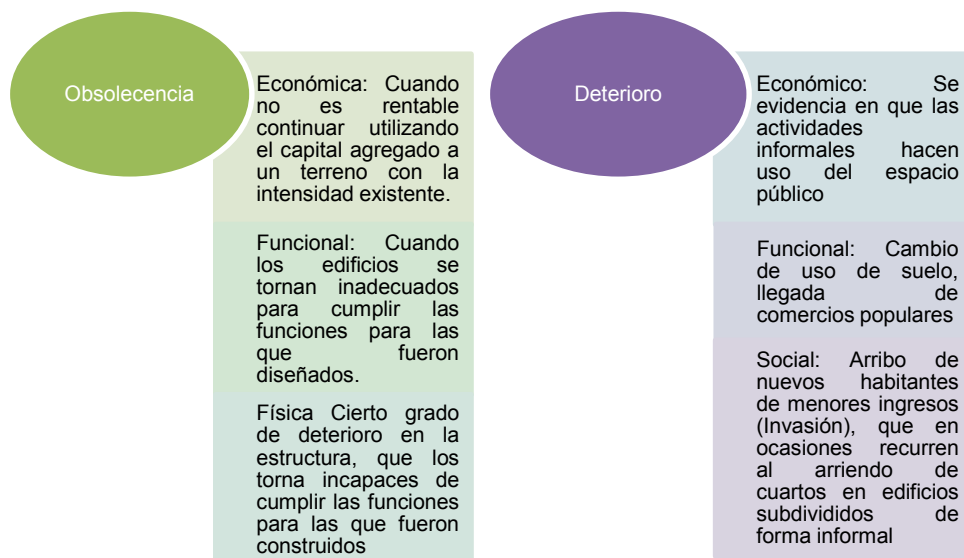 Obsolecencia
Económica: Cuando
no es rentable
continuar utilizando
el capital agregado a
un terreno con la
intensidad existente.
Funcional: Cuando
los edificios se
tornan inadecuados
para cumplir las
funciones para las
que fueron
diseñados.
Física Cierto grado
de deterioro en la
estructura, que los
torna incapaces de
cumplir las funciones
para las que fueron
construidos
Deterioro
Económico: Se
evidencia en que las
actividades
informales hacen
uso del espacio
público
Funcional: Cambio
de uso de suelo,
llegada de
comercios populares
Social: Arribo de
nuevos habitantes
de menores ingresos
(Invasión), que en
ocasiones recurren
al arriendo de
cuartos en edificios
subdivididos de
forma informal